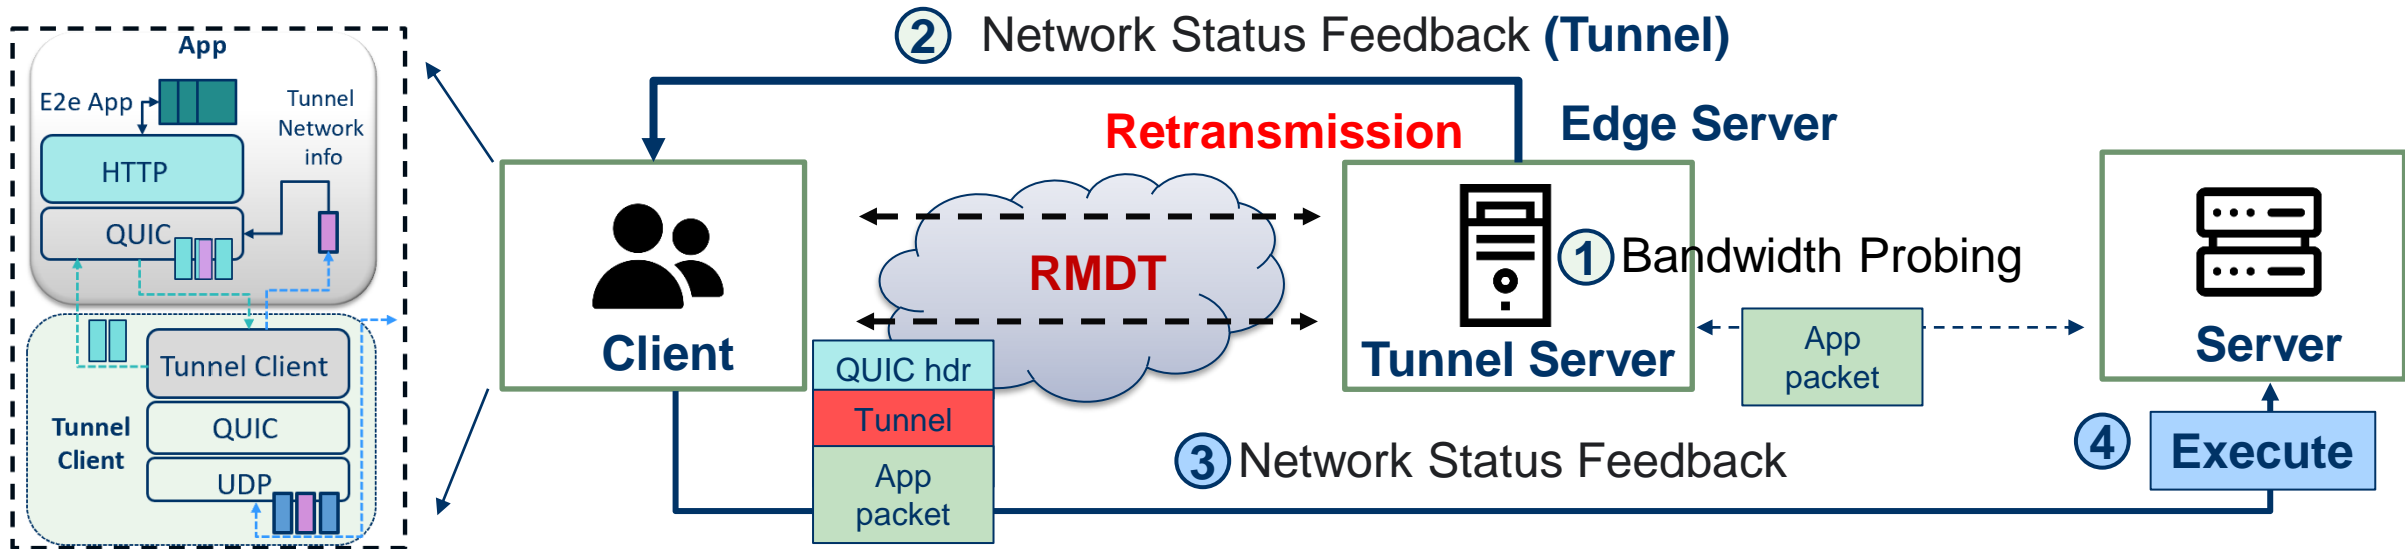 App
E2e App
Tunnel
Network
info
HTTP
QUIC
Tunnel Client
Tunnel
Client
QUIC
UDP
2 Network Status Feedback (Tunnel)
Retransmission
Edge Server
Client
RMDT
1 Bandwidth Probing
Tunnel Server
Server
QUIC hdr
Tunnel
App
packet
App
packet
3 Network Status Feedback
4 Execute